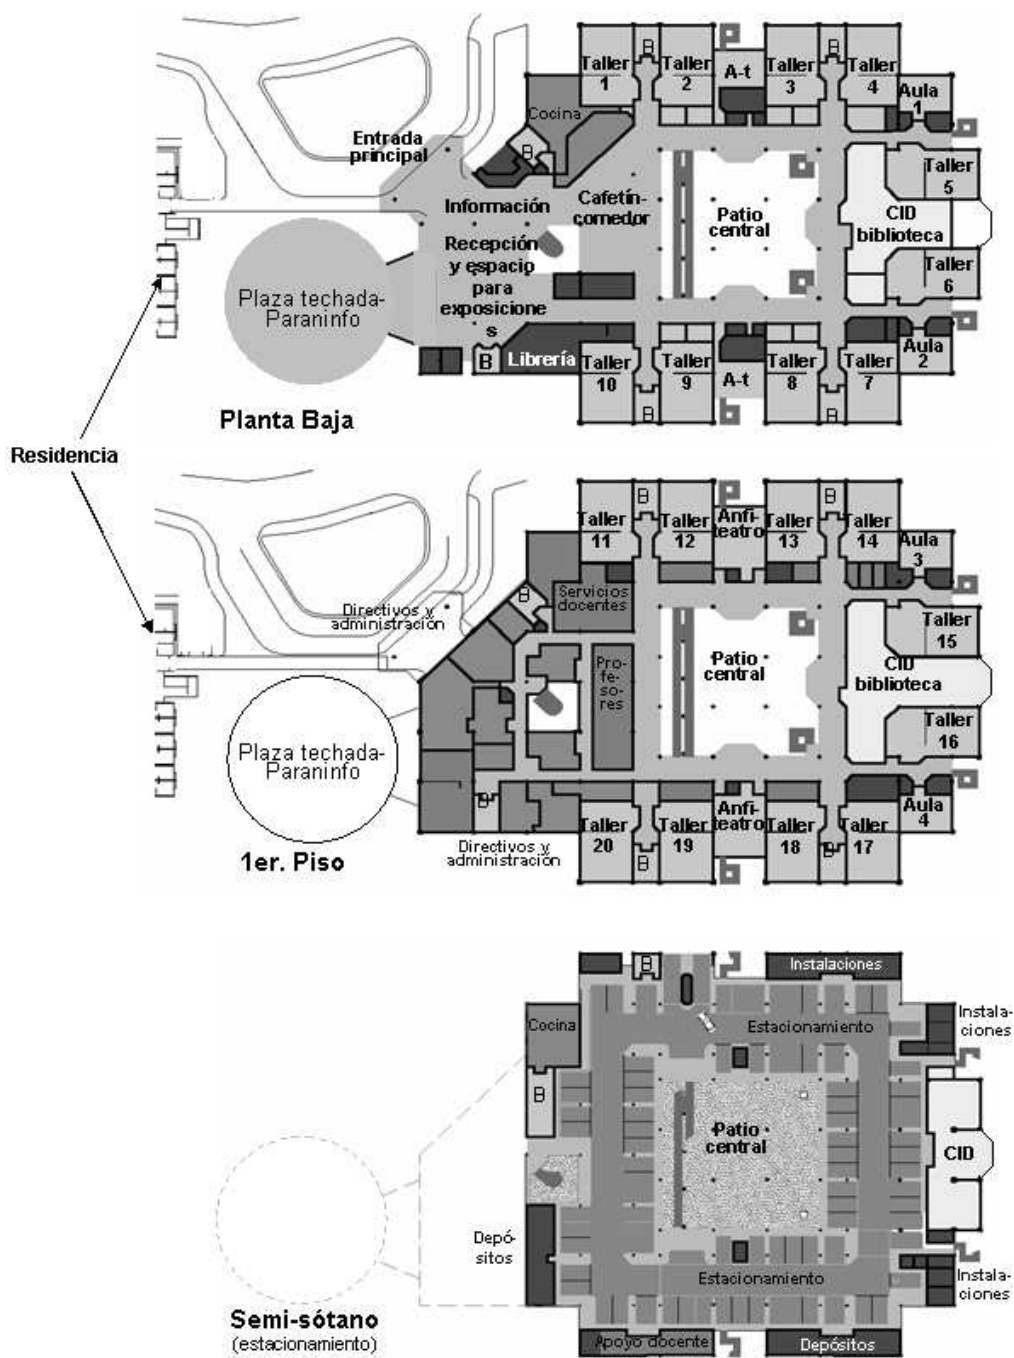 B
B
Taller
1
Taller
2
A-t
Taller
3
Taller
4
Aula
1
Cocina
Entrada
principal
B
Taller
5
Información
Cafetín-
comedor
Patio
central
CID
biblioteca
Recepción
y espacio
para
exposicione
s
Taller
6
Plaza techada-
Paraninfo
B
Librería
Taller
10
Taller
9
A-t
Taller
8
Taller
7
Aula
2
B
B
Planta Baja
Residencia
B
B
Taller
11
Taller
12
Anfi-
teatro
Taller
13
Taller
14
Aula
3
Servicios
docentes
B
Directivos y
administración
Taller
15
Pro-
fe-
so-
res
Patio
central
CID
biblioteca
Taller
16
Plaza techada-
Paraninfo
B
Taller
20
Taller
19
Anfi-
teatro
Taller
18
Taller
17
Aula
4
B
B
Directivos y
administración
1er. Piso
B
Instalaciones
Cocina
Estacionamiento
Instala-
ciones
B
Patio
central
CID
Depó-
sitos
Estacionamiento
Instala-
ciones
Semi-sótano
(estacionamiento)
Apoyo docente
Depósitos